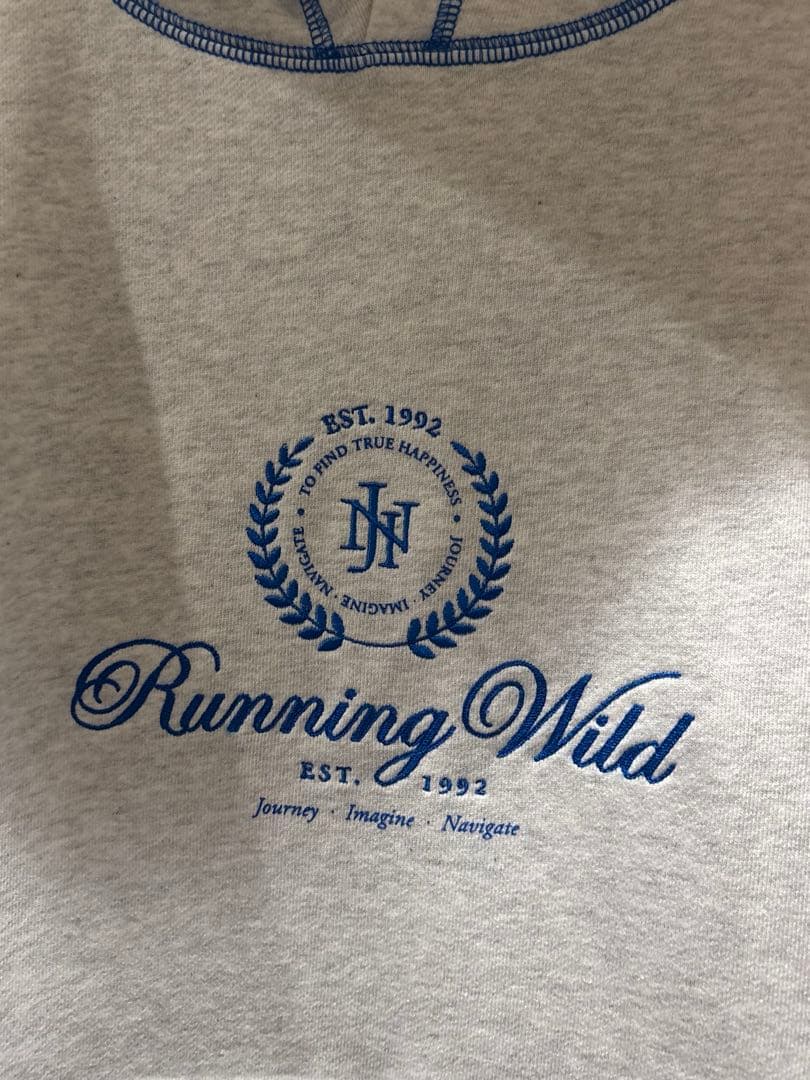 EST. 1992
• TO FIND TRUE HAPPINESS •
JOURNEY · IMAGINE · NAVIGATE
JN
Running Wild
EST. 1992
Journey · Imagine · Navigate